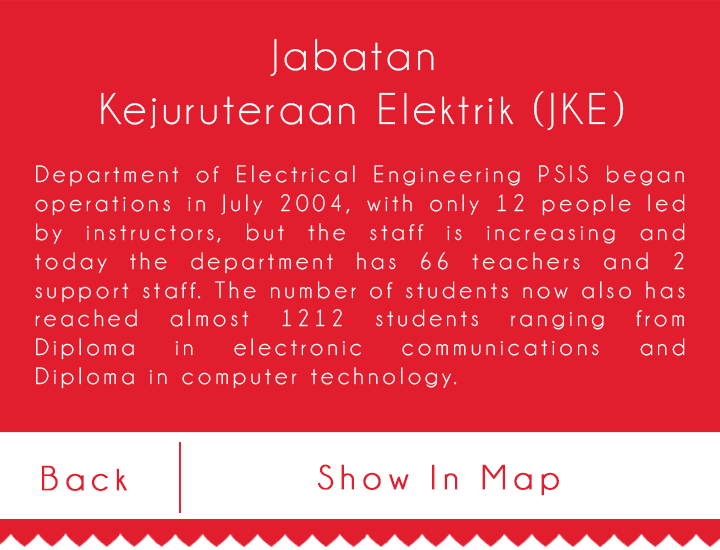 Jabatan
Kejuruteraan Elektrik (JKE)
Department of Electrical Engineering PSIS began
operations in July 2004, with only 12 people led
by instructors, but the staff is increasing and
today the department has 66 teachers and 2
support staff. The number of students now also has
reached almost 1212 students ranging from
Diploma in electronic communications and
Diploma in computer technology.
Back
Show In Map